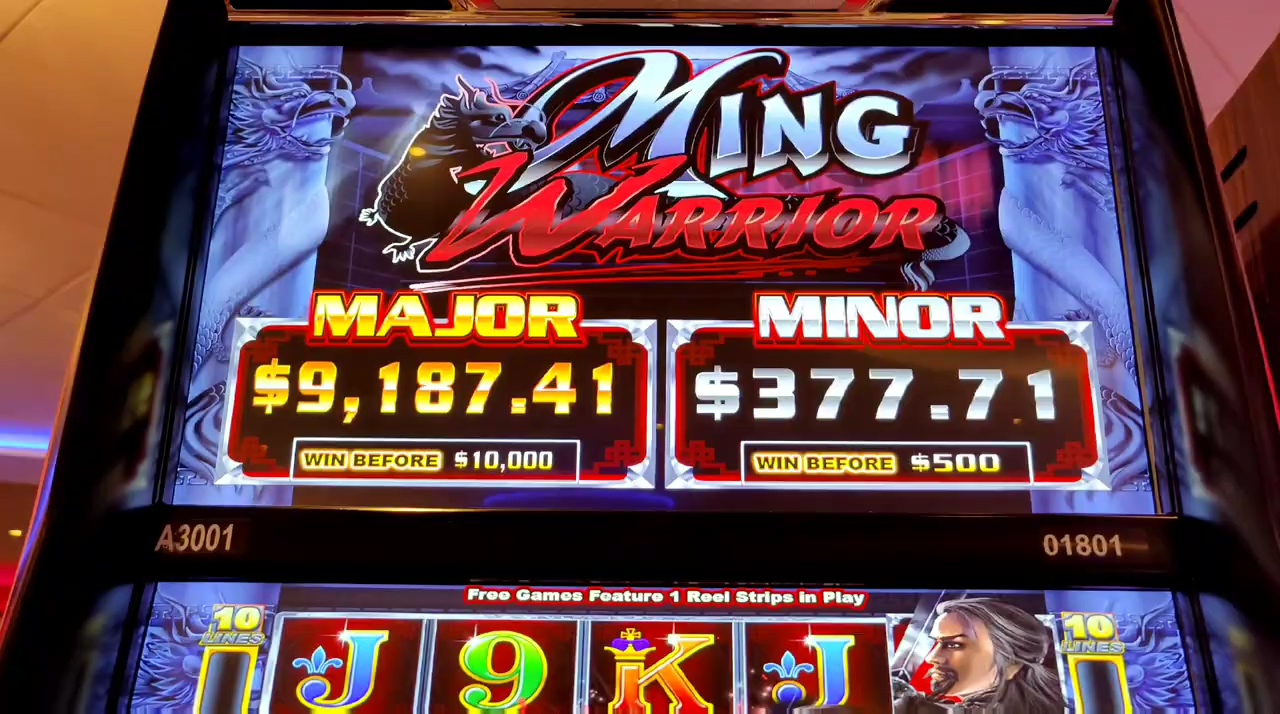 MING
WARRIOR
MAJOR
$9,187.41
WIN BEFORE $10,000
MINOR
$377.71
WIN BEFORE $500
A3001
01801
Free Games Feature 1 Reel Strips in Play
10
LINES
J
9
K
J
10
LINES